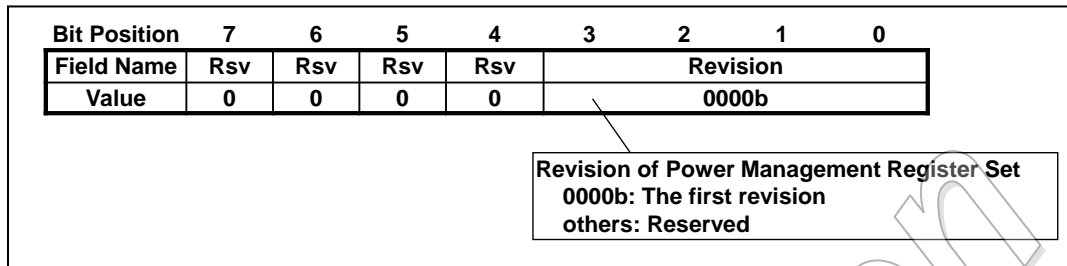 Bit Position 7 6 5 4 3 2 1 0
Field Name Rsv Rsv Rsv Rsv Revision
Value 0 0 0 0 0000b
Revision of Power Management Register Set
0000b: The first revision
others: Reserved